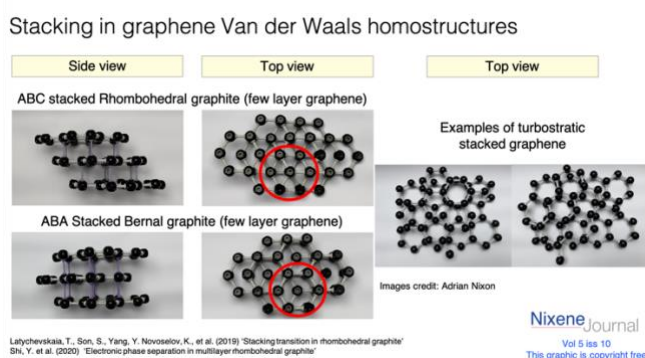 Stacking in graphene Van der Waals homostructures
Side view
Top view
Top view
ABC stacked Rhombohedral graphite (few layer graphene)
Examples of turbostratic
stacked graphene
ABA Stacked Bernal graphite (few layer graphene)
Images credit: Adrian Nixon
Latychevskaia, T., Son, S., Yang, Y. Novoselov, K., et al. (2019) 'Stacking transition in rhombohedral graphite'
Shi, Y. et al. (2020) 'Electronic phase separation in multilayer rhombohedral graphite'
Nixene Journal
Vol 5 iss 10
This graphic is copyright free